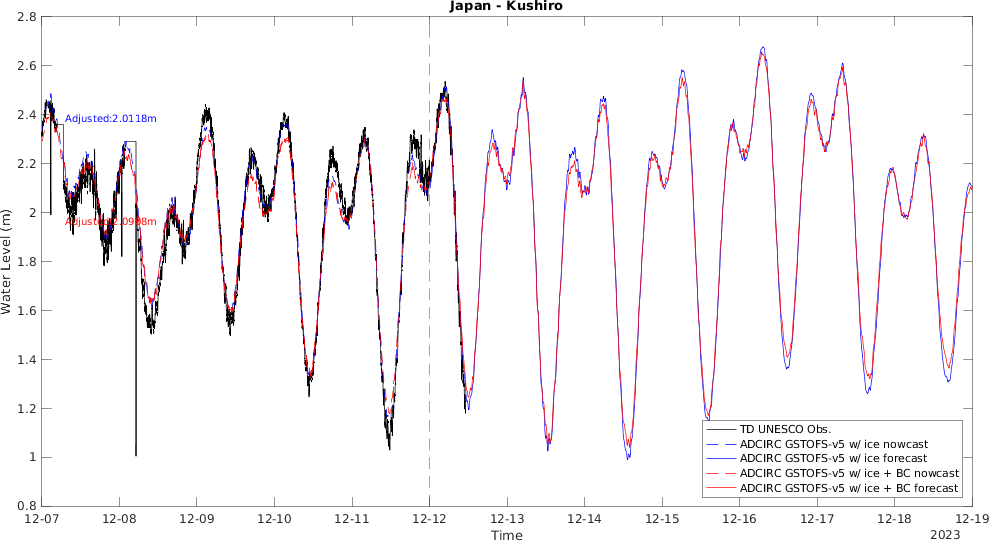 Japan - Kushiro
Water Level (m)
2.8
2.6
2.4
2.2
2
1.8
1.6
1.4
1.2
1
0.8
Adjusted:2.0118m
12-07
12-08
12-09
12-10
12-11
12-12
12-13
12-14
12-15
12-16
12-17
12-18
12-19
Time
2023
TD UNESCO Obs.
ADCIRC GSTOFS-v5 w/ ice nowcast
ADCIRC GSTOFS-v5 w/ ice forecast
ADCIRC GSTOFS-v5 w/ ice + BC nowcast
ADCIRC GSTOFS-v5 w/ ice + BC forecast